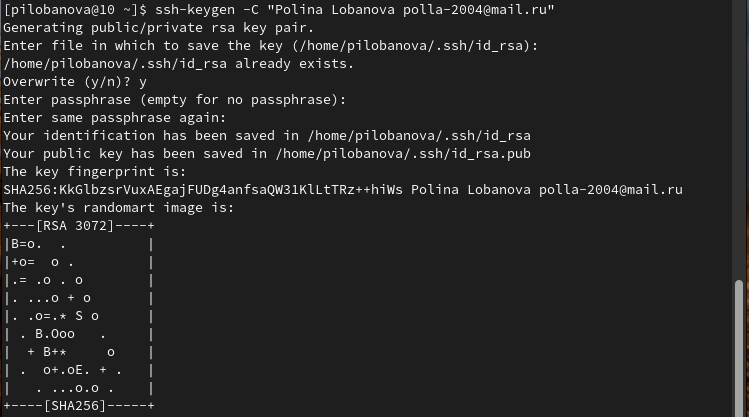 [pilobanova@10 ~]$ ssh-keygen -C "Polina Lobanova polla-2004@mail.ru"
Generating public/private rsa key pair.
Enter file in which to save the key (/home/pilobanova/.ssh/id_rsa):
/home/pilobanova/.ssh/id_rsa already exists.
Overwrite (y/n)? y
Enter passphrase (empty for no passphrase):
Enter same passphrase again:
Your identification has been saved in /home/pilobanova/.ssh/id_rsa
Your public key has been saved in /home/pilobanova/.ssh/id_rsa.pub
The key fingerprint is:
SHA256:KkGlbzsrVuxAEgajFUDg4anfsaQW31KlLtTRz++hiWs Polina Lobanova polla-2004@mail.ru
The key's randomart image is:
+---[RSA 3072]----+
|B=o.  .          |
|+o=  o .         |
|.= .o . o        |
|. ...o + o       |
|. .o=.* S o      |
| . B.Ooo   .     |
|  + B+*     o    |
| .  o+.oE. + .   |
|   . ...o.o .    |
+----[SHA256]-----+